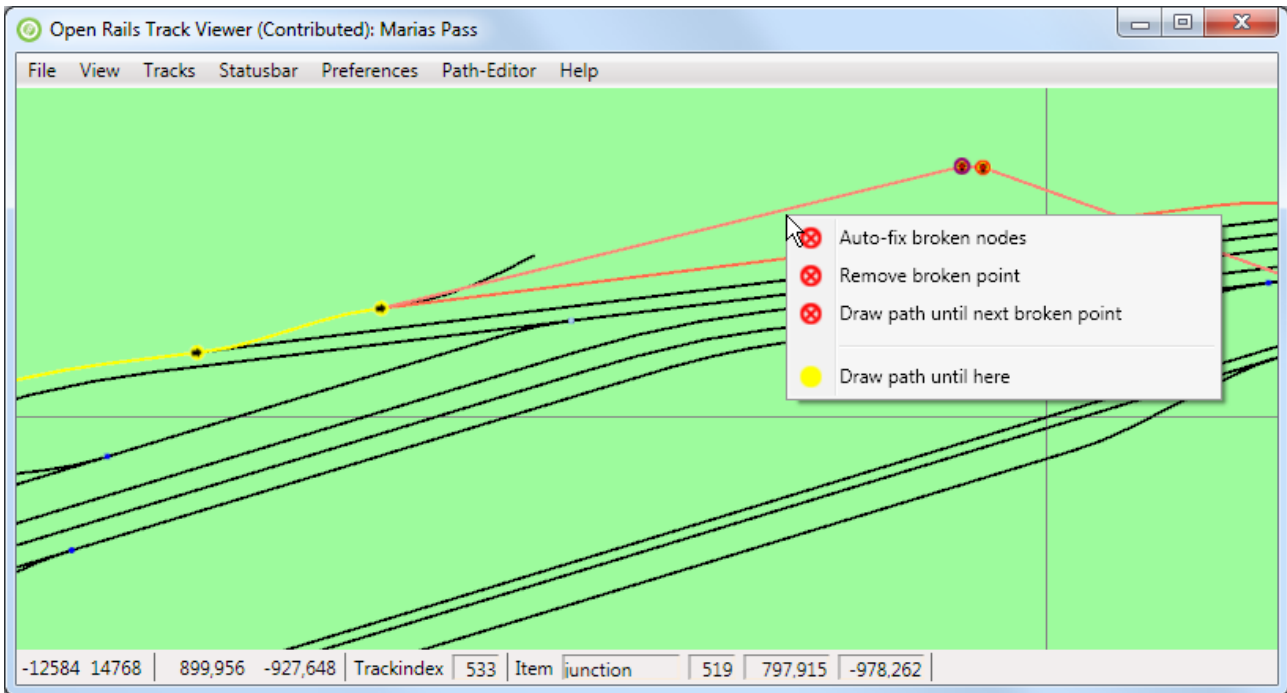 Open Rails Track Viewer (Contributed): Marias Pass
File View Tracks Statusbar Preferences Path-Editor Help
Auto-fix broken nodes
Remove broken point
Draw path until next broken point
Draw path until here
-12584 14768 899,956 -927,648 Trackindex 533 Item junction 519 797,915 -978,262